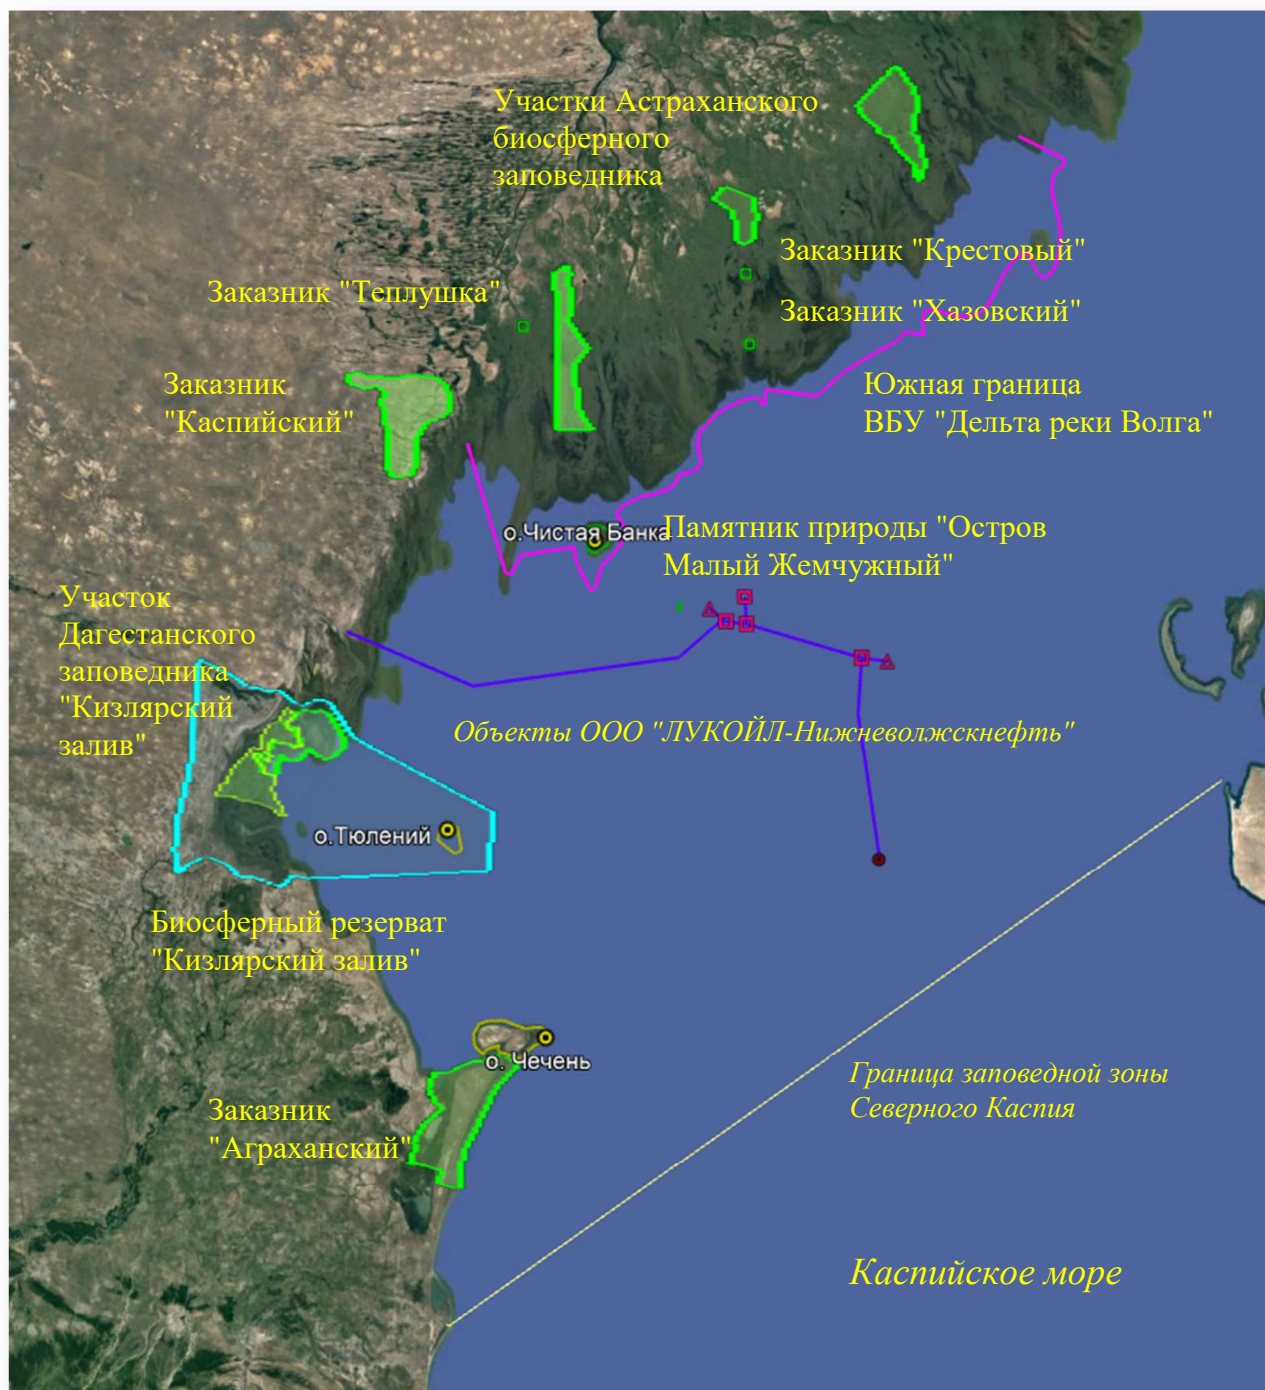 Участки Астраханского
биосферного
заповедника
Заказник "Крестовый"
Заказник "Теплушка"
Заказник "Хазовский"
Заказник
"Каспийский"
Южная граница
ВБУ "Дельта реки Волга"
о.Чистая Банка
Памятник природы "Остров
Малый Жемчужный"
Участок
Дагестанского
заповедника
"Кизлярский
залив"
Объекты ООО "ЛУКОЙЛ-Нижневолжскнефть"
о.Тюлений
Биосферный резерват
"Кизлярский залив"
о. Чечень
Граница заповедной зоны
Северного Каспия
Заказник
"Аграханский"
Каспийское море